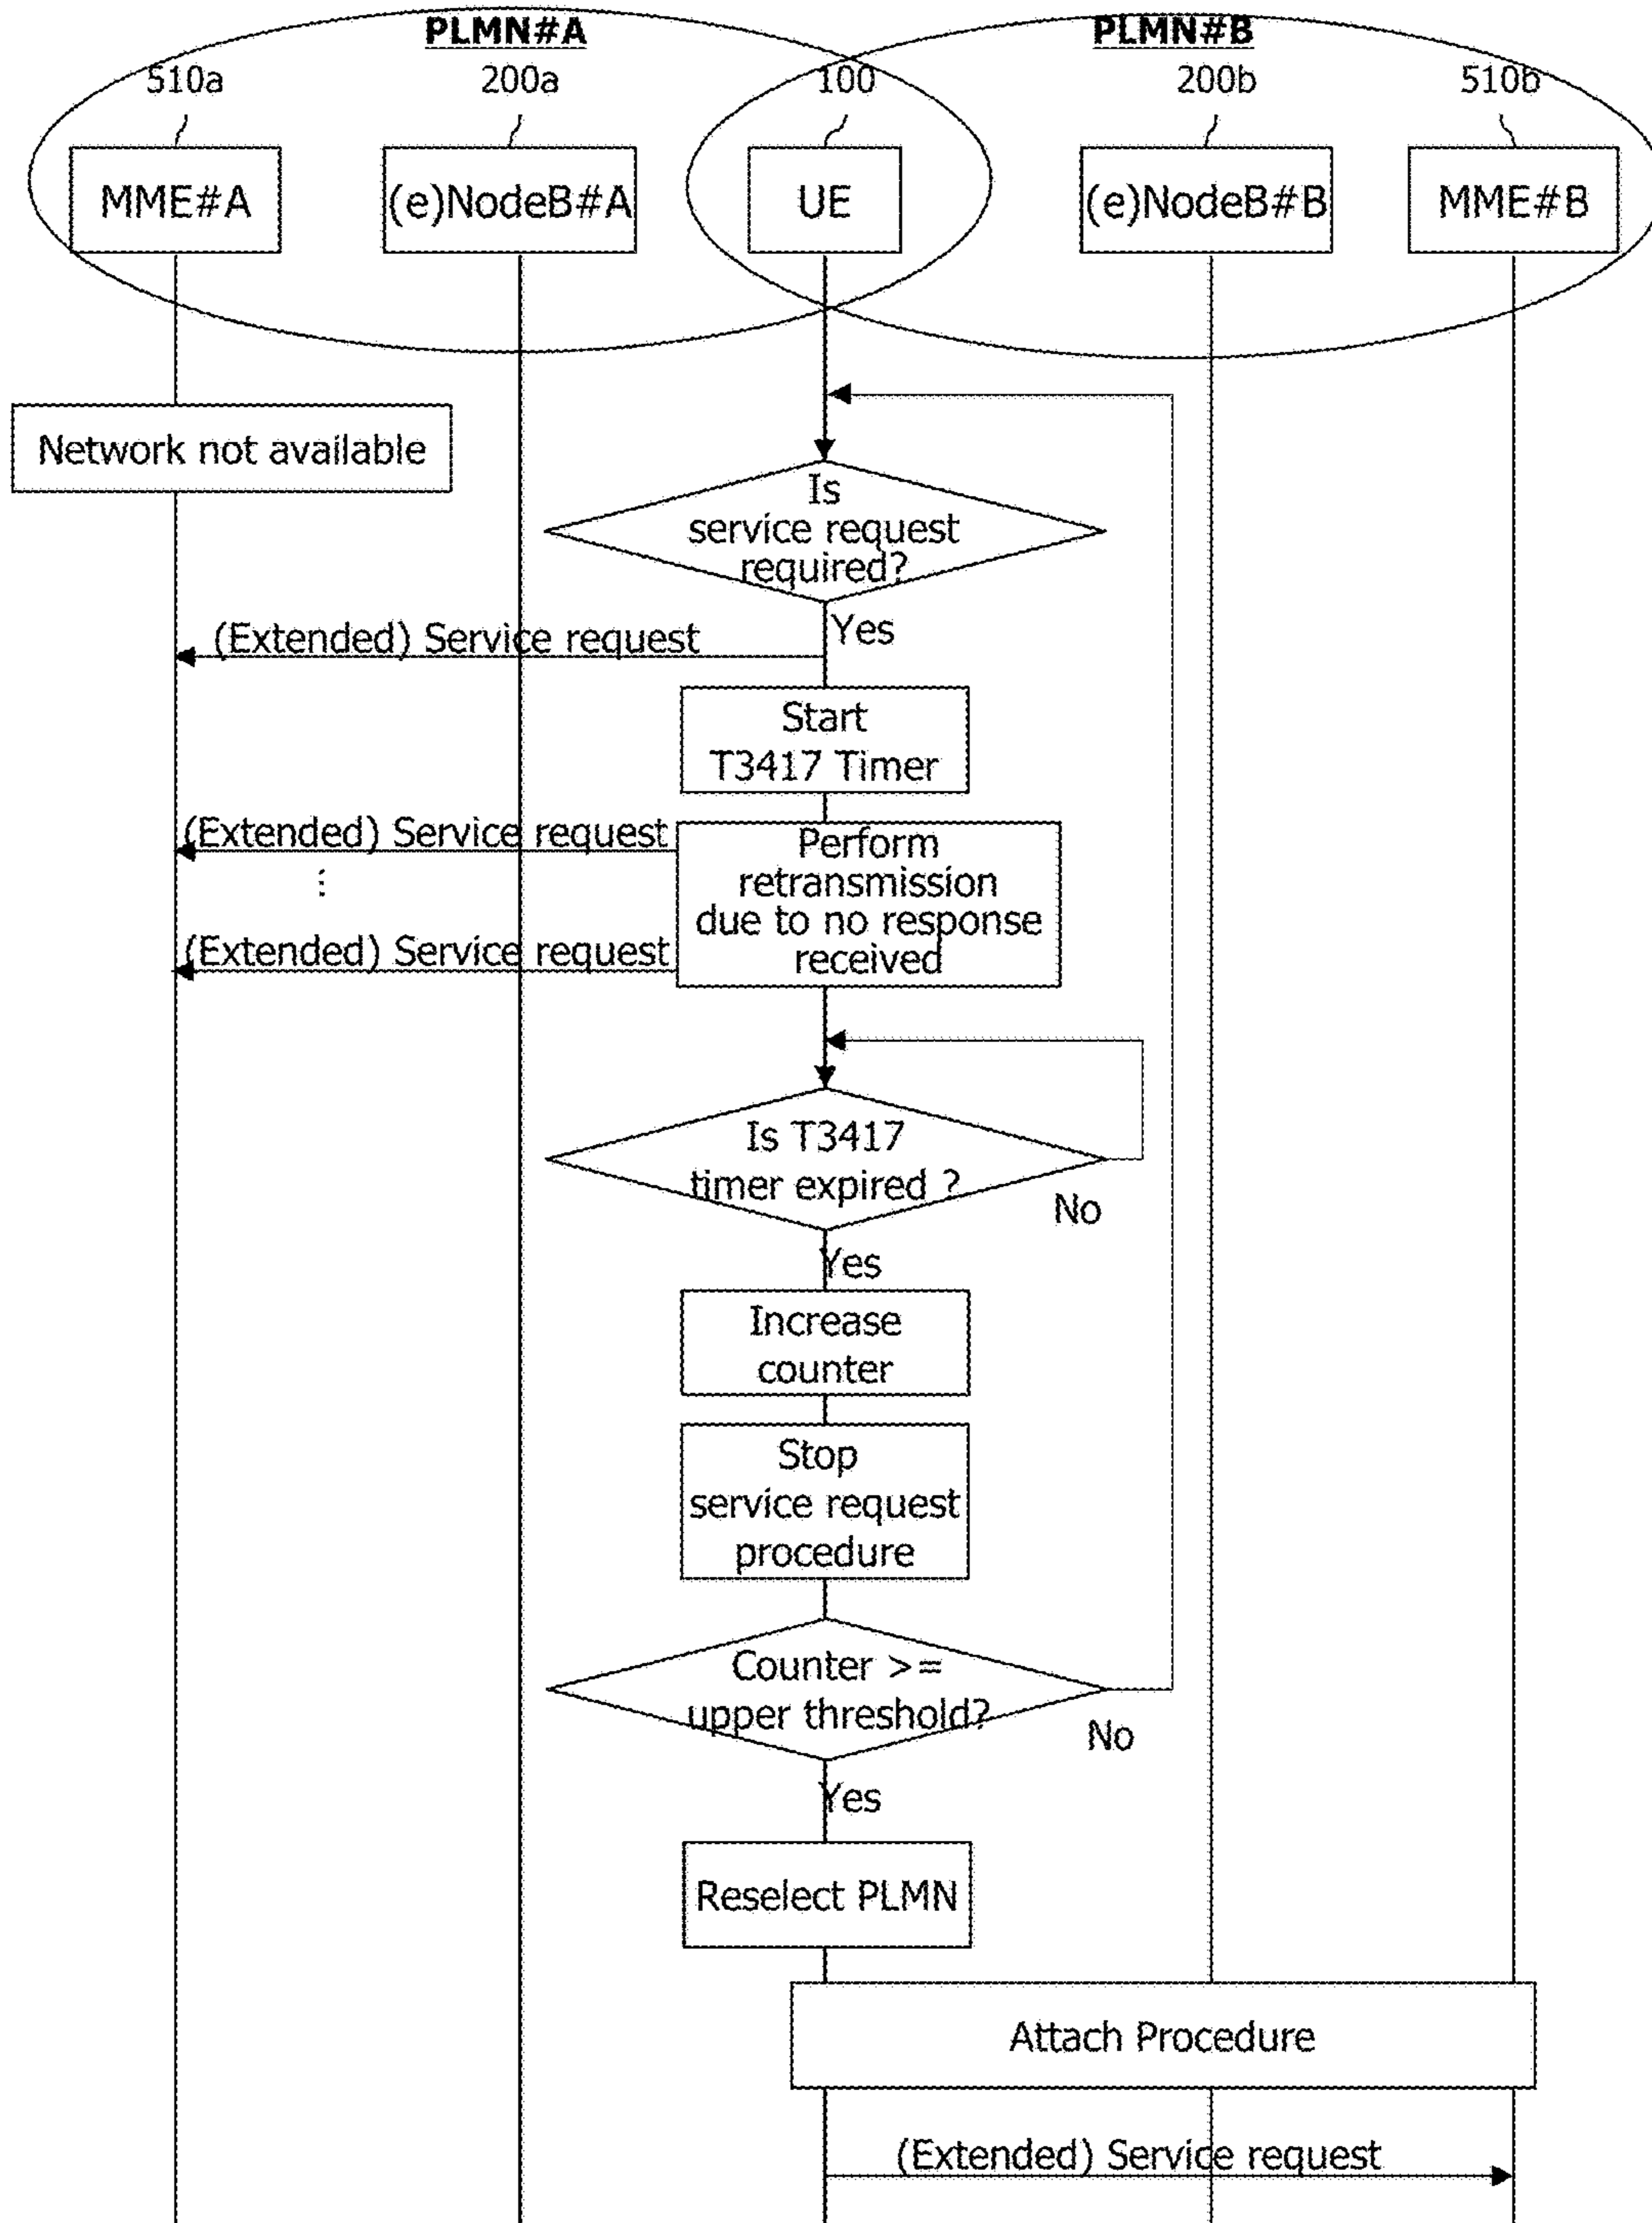 PLMN#A
PLMN#B
510a
200a
100
200b
510b
MME#A
(e)NodeB#A
UE
(e)NodeB#B
MME#B
Network not available
Is
service request
required?
Yes
(Extended) Service request
Start
T3417 Timer
(Extended) Service request
⋮
(Extended) Service request
Perform
retransmission
due to no response
received
Is T3417
timer expired ?
No
Yes
Increase
counter
Stop
service request
procedure
Counter >=
upper threshold?
No
Yes
Reselect PLMN
Attach Procedure
(Extended) Service request